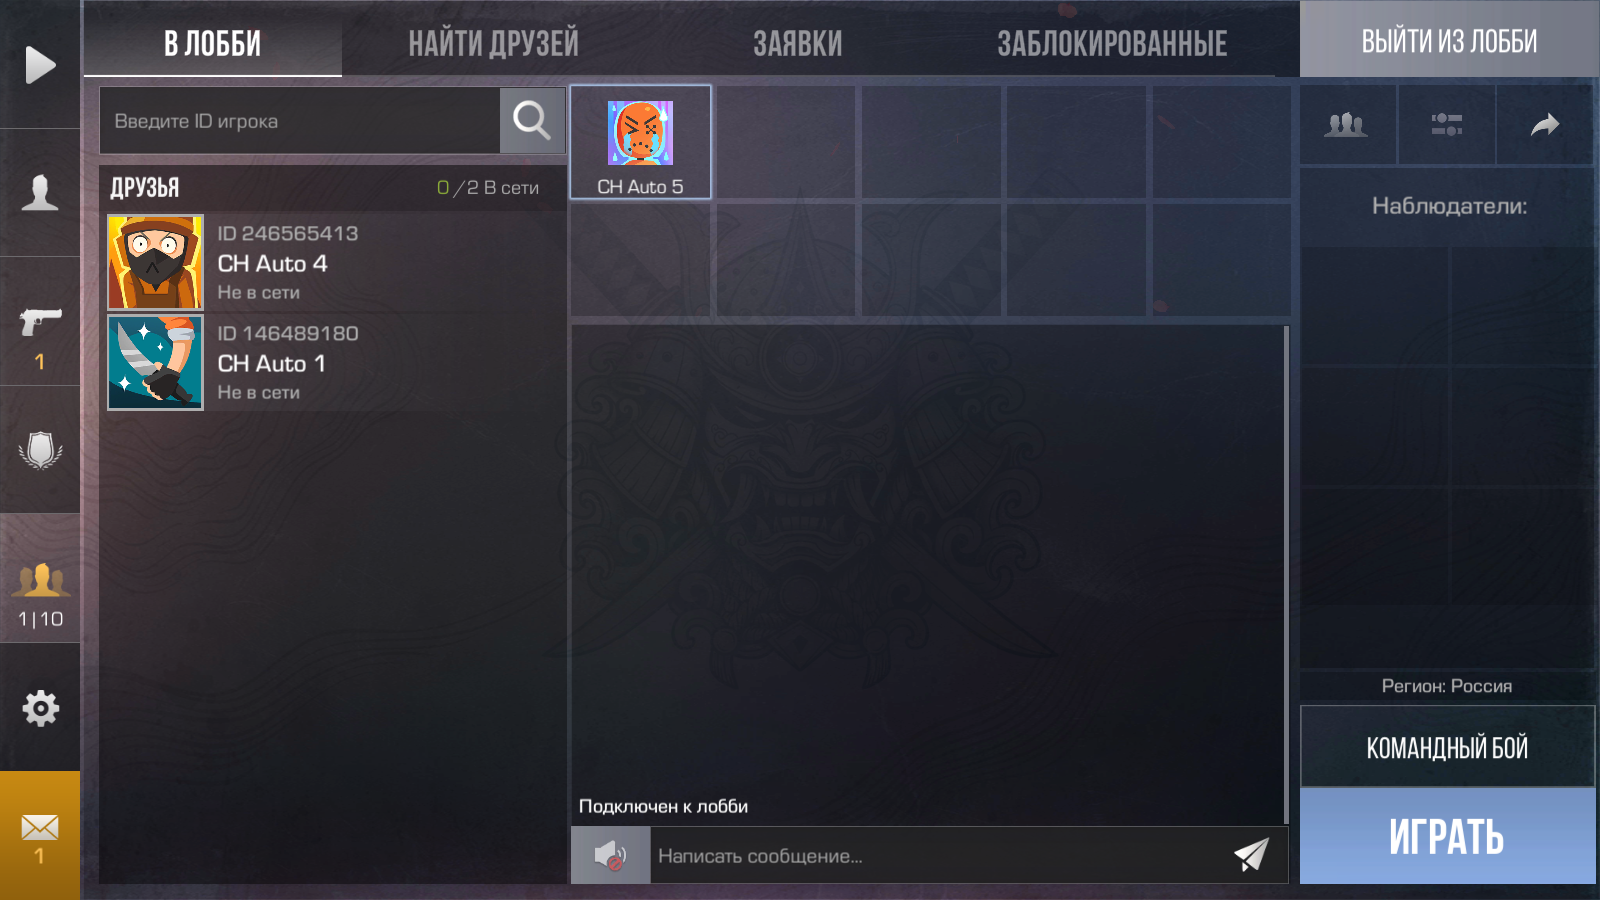 В ЛОББИ
НАЙТИ ДРУЗЕЙ
ЗАЯВКИ
ЗАБЛОКИРОВАННЫЕ
ВЫЙТИ ИЗ ЛОББИ
Введите ID игрока
ДРУЗЬЯ
0/2 В сети
ID 246565413
CH Auto 4
Не в сети
ID 146489180
CH Auto 1
Не в сети
CH Auto 5
Наблюдатели:
1
1|10
1
Подключен к лобби
Написать сообщение...
Регион: Россия
КОМАНДНЫЙ БОЙ
ИГРАТЬ